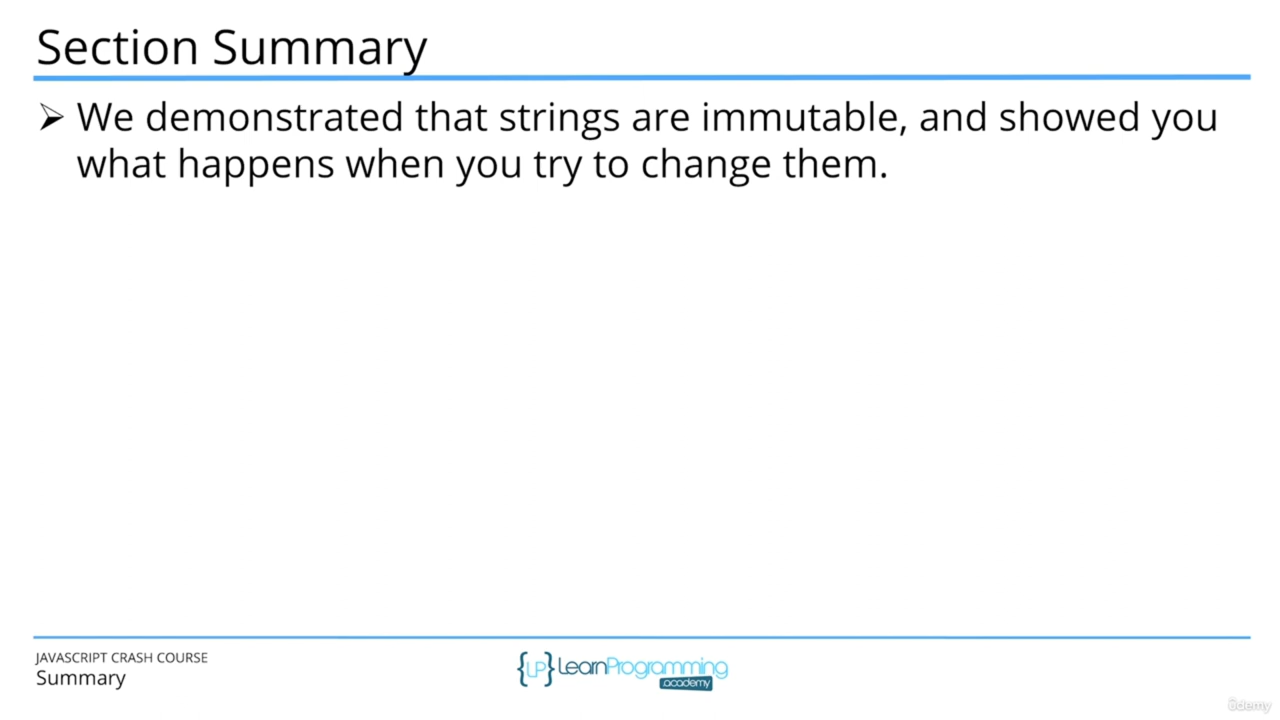 Section Summary
➢ We demonstrated that strings are immutable, and showed you
what happens when you try to change them.
JAVASCRIPT CRASH COURSE
Summary
{LP} LearnProgramming
.academy
ûdemy